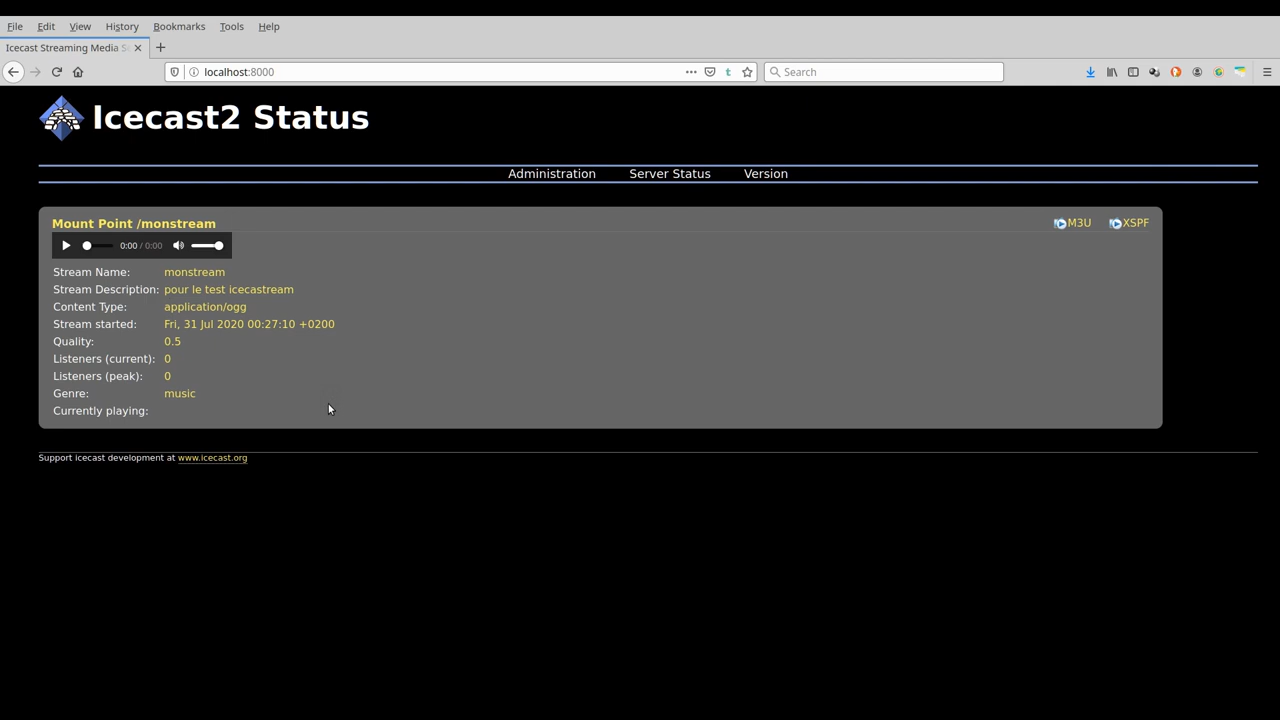 File Edit View History Bookmarks Tools Help
Icecast Streaming Media S
localhost:8000
Search
Icecast2 Status
Administration Server Status Version
Mount Point /monstream M3U XSPF
0:00 / 0:00
Stream Name: monstream
Stream Description: pour le test icecastream
Content Type: application/ogg
Stream started: Fri, 31 Jul 2020 00:27:10 +0200
Quality: 0.5
Listeners (current): 0
Listeners (peak): 0
Genre: music
Currently playing:
Support icecast development at www.icecast.org